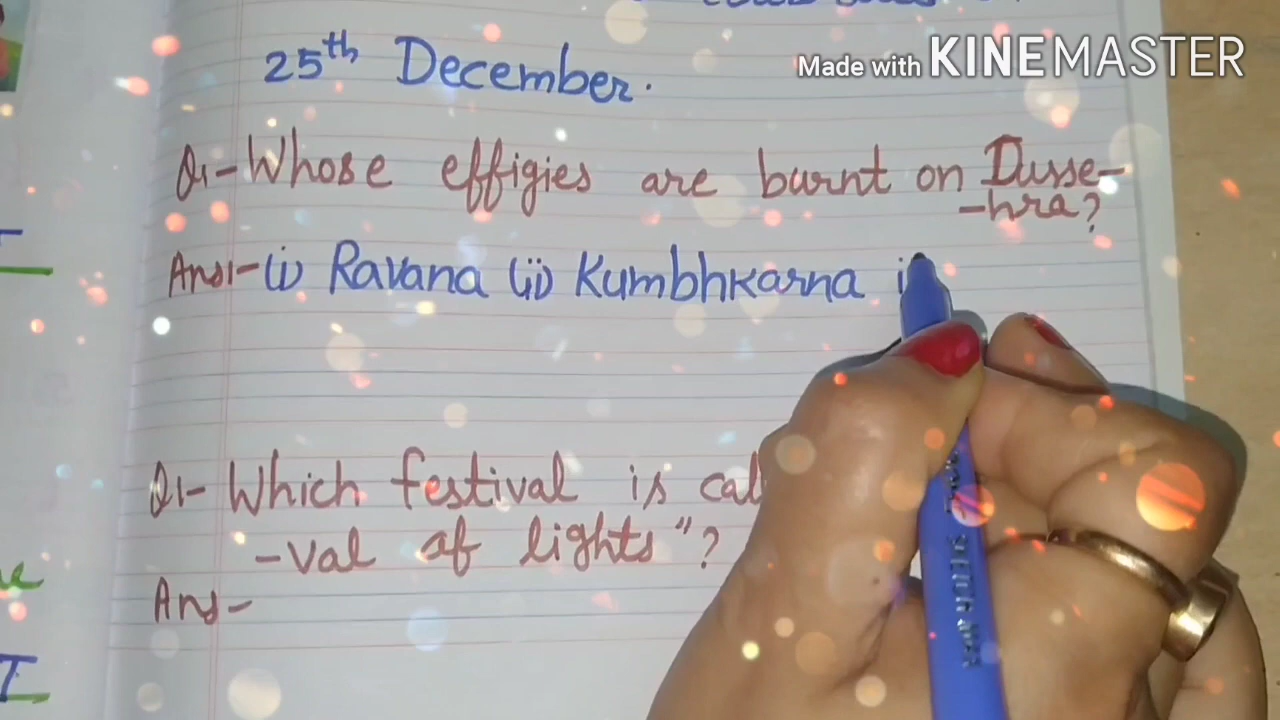 25th December.
Made with KINEMASTER
Q1-Whose effigies are burnt on Dusse-
-hra?
Ans1-(i) Ravana (ii) Kumbhkarna i
Q1- Which festival is cal
-val of lights"?
Ans-